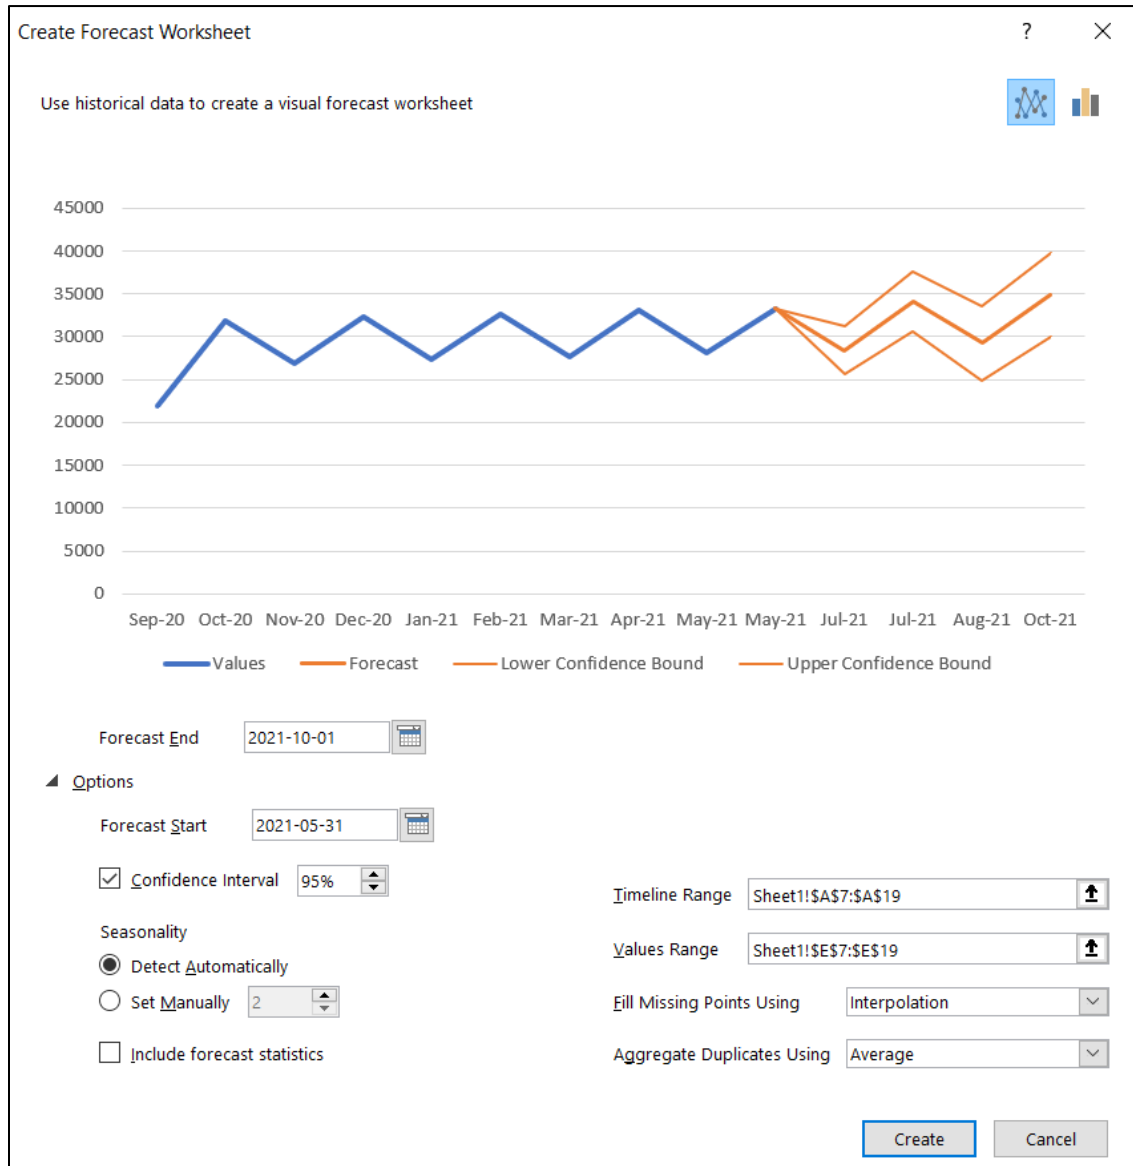 Create Forecast Worksheet ?
Use historical data to create a visual forecast worksheet
45000
40000
35000
30000
25000
20000
15000
10000
5000
0
Sep-20 Oct-20 Nov-20 Dec-20 Jan-21 Feb-21 Mar-21 Apr-21 May-21 May-21 Jul-21 Jul-21 Aug-21 Oct-21
Values Forecast Lower Confidence Bound Upper Confidence Bound
Forecast End 2021-10-01
Options
Forecast Start 2021-05-31
Confidence Interval 95%
Timeline Range Sheet1!$A$7:$A$19
Seasonality
Values Range Sheet1!$E$7:$E$19
Detect Automatically
Set Manually 2
Fill Missing Points Using Interpolation
Include forecast statistics
Aggregate Duplicates Using Average
Create Cancel